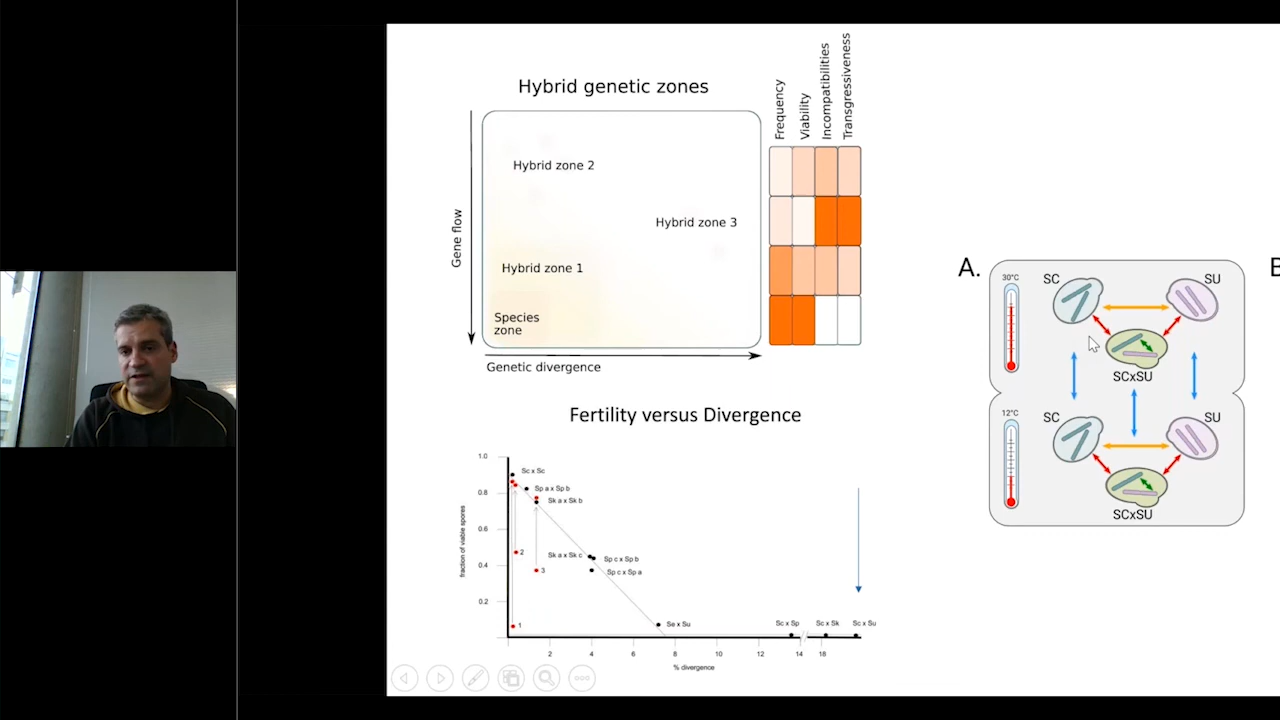 Hybrid genetic zones
Frequency
Viability
Incompatibilities
Transgressiveness
Gene flow
Hybrid zone 2
Hybrid zone 3
Hybrid zone 1
Species
zone
Genetic divergence
Fertility versus Divergence
fraction of viable spores
1.0
0.8
0.6
0.4
0.2
Sc x Sc
Sp a x Sp b
Sk a x Sk b
2
Sk a x Sk c
Sp c x Sp b
3
Sp c x Sp a
1
Se x Su
Sc x Sp
Sc x Sk
Sc x Su
2 4 6 8 10 12 14 18
% divergence
A.
B
30°C
SC
SU
SCxSU
12°C
SC
SU
SCxSU